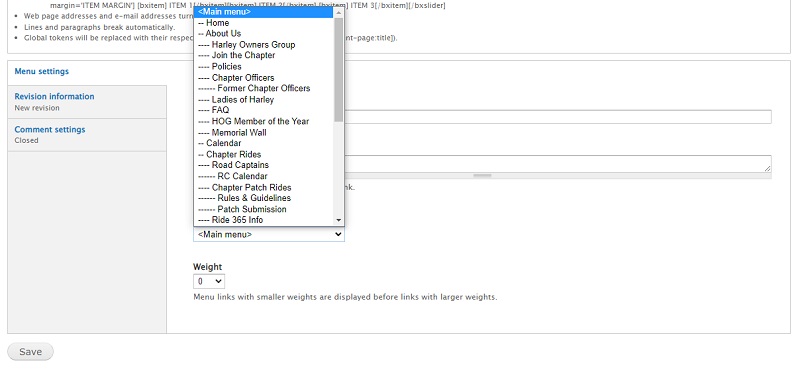 margin='ITEM MARGIN'] [bxitem] ITEM 1[/bxitem][bxitem] ITEM 2[/bxitem] [bxitem] ITEM 3[/bxitem][/bxslider]
Web page addresses and e-mail addresses turn
Lines and paragraphs break automatically.
Global tokens will be replaced with their respec nt-page:title]).
<Main menu>
-- Home
-- About Us
---- Harley Owners Group
---- Join the Chapter
---- Policies
---- Chapter Officers
------ Former Chapter Officers
---- Ladies of Harley
---- FAQ
---- HOG Member of the Year
---- Memorial Wall
-- Calendar
-- Chapter Rides
---- Road Captains
------ RC Calendar
---- Chapter Patch Rides
------ Rules & Guidelines
------ Patch Submission
---- Ride 365 Info
Menu settings
Revision information
New revision
Comment settings
Closed
nk.
<Main menu>
Weight
0
Menu links with smaller weights are displayed before links with larger weights.
Save